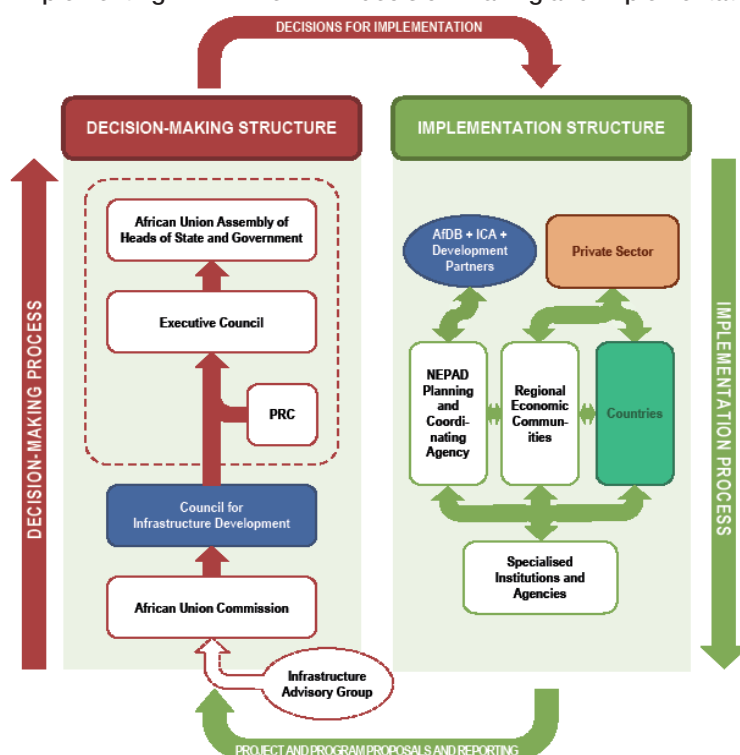 DECISIONS FOR IMPLEMENTATION
DECISION-MAKING STRUCTURE
IMPLEMENTATION STRUCTURE
DECISION-MAKING PROCESS
African Union Assembly of
Heads of State and Government
Executive Council
PRC
Council for
Infrastructure Development
African Union Commission
Infrastructure
Advisory Group
AfDB + ICA +
Development
Partners
Private Sector
NEPAD
Planning
and
Coordi-
nating
Agency
Regional
Economic
Commun-
ities
Countries
Specialised
Institutions and
Agencies
IMPLEMENTATION PROCESS
PROJECT AND PROGRAM PROPOSALS AND REPORTING